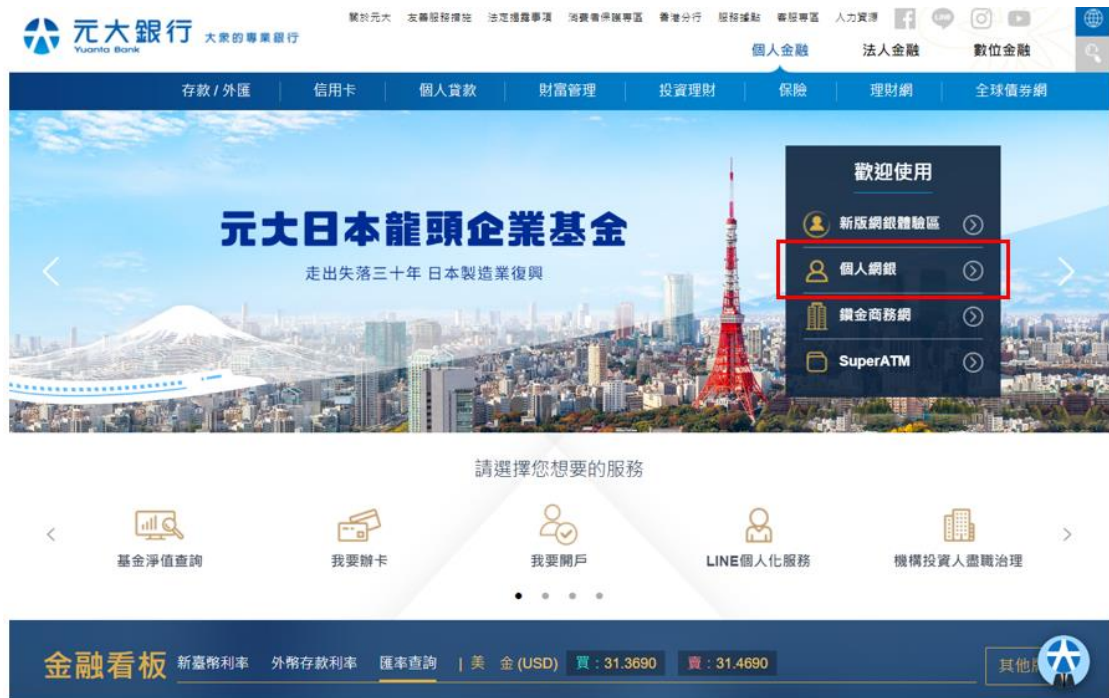 元大銀行 大衆的專業銀行
Yuanta Bank
關於元大 友善服務措施 法定揭露事項 消費者保護專區 香港分行 服務據點 客服專區 人力資源
個人金融 法人金融 數位金融
存款 / 外匯 信用卡 個人貸款 財富管理 投資理財 保險 理財網 全球債券網
元大日本龍頭企業基金
走出失落三十年 日本製造業復興
歡迎使用
新版網銀體驗區
個人網銀
鑽金商務網
SuperATM
請選擇您想要的服務
基金淨值查詢 我要辦卡 我要開戶 LINE個人化服務 機構投資人盡職治理
金融看板 新臺幣利率 外幣存款利率 匯率查詢 | 美 金 (USD) 買 : 31.3690 賣 : 31.4690 其他